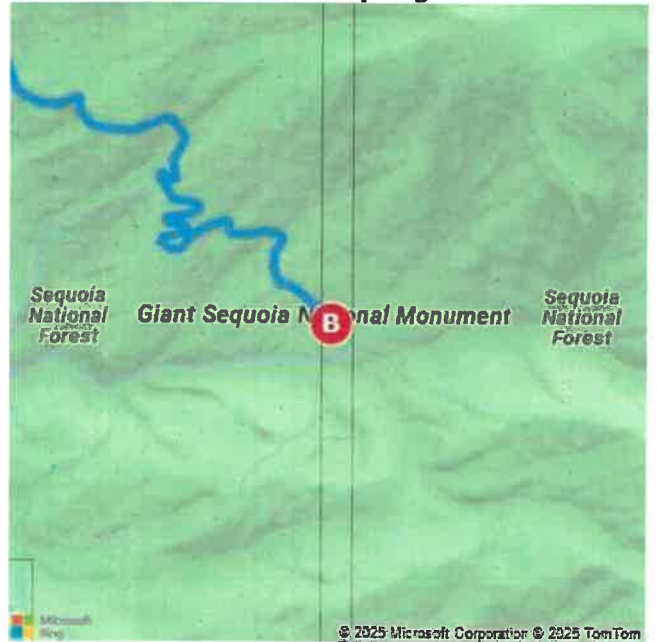 Sequoia
National
Forest
Giant Sequoia N B onal Monument
Sequoia
National
Forest
Microsoft
Bing
© 2025 Microsoft Corporation © 2025 TomTom